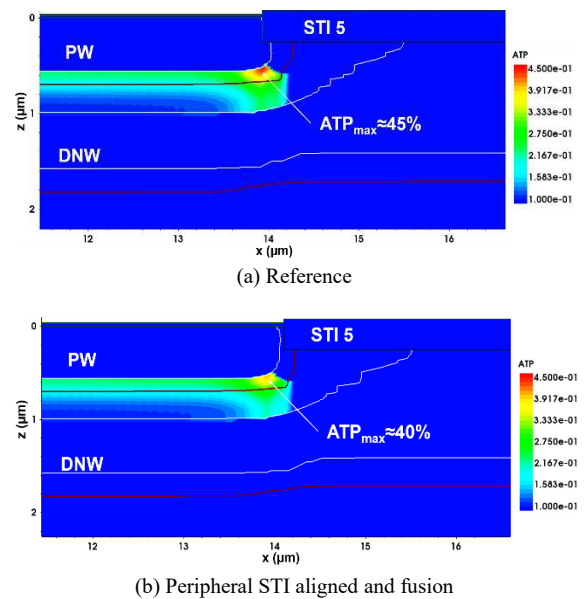 0
STI 5
PW
ATP
4.500e-01
3.917e-01
3.333e-01
2.750e-01
2.167e-01
1.583e-01
1.000e-01
z (µm)
1
ATPmax≈45%
DNW
2
12
13
14
15
16
x (µm)
(a) Reference
0
STI 5
PW
ATP
4.500e-01
3.917e-01
3.333e-01
2.750e-01
2.167e-01
1.583e-01
1.000e-01
z (µm)
1
ATPmax≈40%
DNW
2
12
13
14
15
16
x (µm)
(b) Peripheral STI aligned and fusion